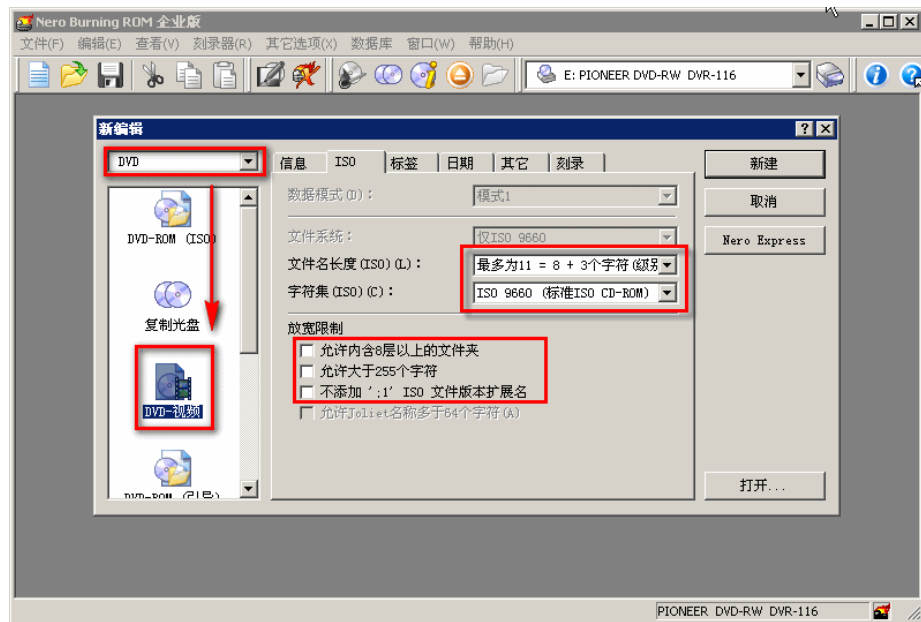 Nero Burning ROM 企业版
文件(F) 编辑(E) 查看(V) 刻录器(R) 其它选项(X) 数据库 窗口(W) 帮助(H)
E: PIONEER DVD-RW DVR-116
新编辑
DVD
信息 ISO 标签 日期 其它 刻录
新建
数据模式(D)：
模式1
取消
DVD-ROM (ISO)
文件系统：
仅ISO 9660
Nero Express
文件名长度(ISO)(L)：
最多为11 = 8 + 3个字符(级别
字符集(ISO)(C)：
ISO 9660 (标准ISO CD-ROM)
复制光盘
放宽限制
允许内含8层以上的文件夹
允许大于255个字符
不添加 ';1' ISO 文件版本扩展名
允许Joliet名称多于64个字符(A)
DVD-视频
DVD-ROM (引导)
打开...
PIONEER DVD-RW DVR-116